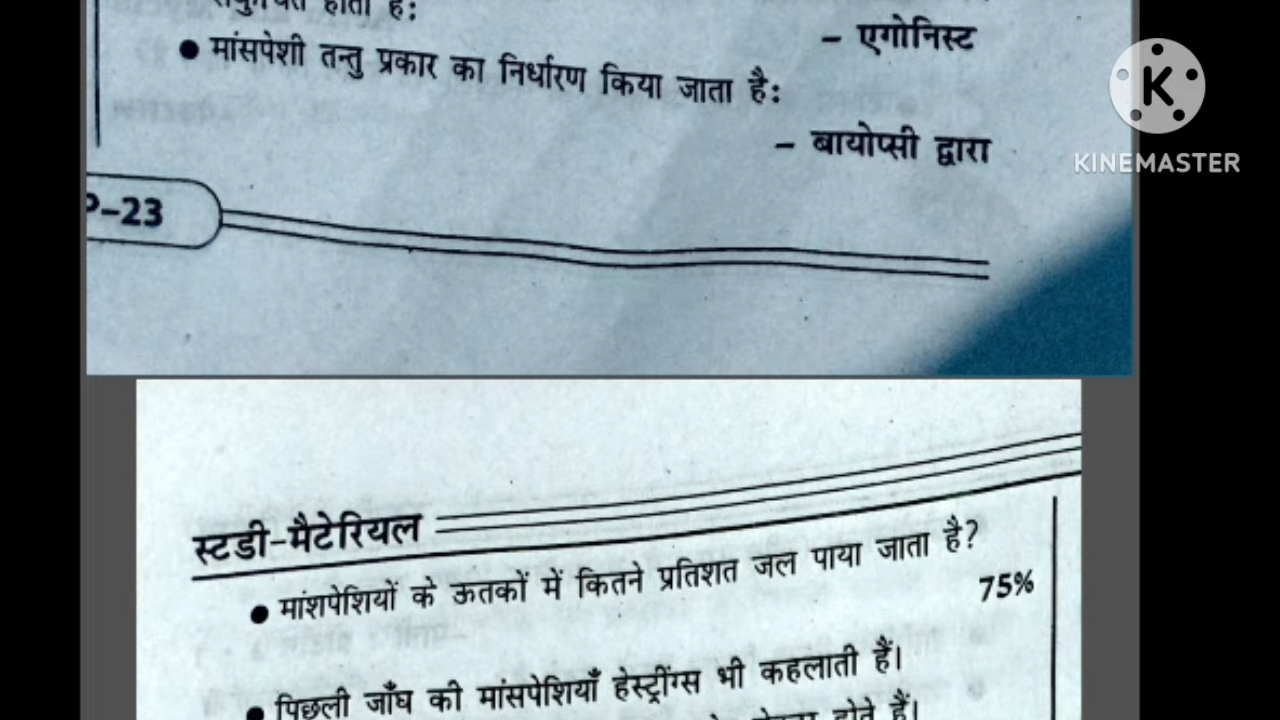 होता है:
– एगोनिस्ट
● मांसपेशी तन्तु प्रकार का निर्धारण किया जाता है:
– बायोप्सी द्वारा
P–23
K
KINEMASTER
स्टडी-मैटेरियल
● मांशपेशियों के ऊतकों में कितने प्रतिशत जल पाया जाता है?
75%
● पिछली जाँघ की मांसपेशियाँ हेस्ट्रींग्स भी कहलाती हैं।
होते हैं।